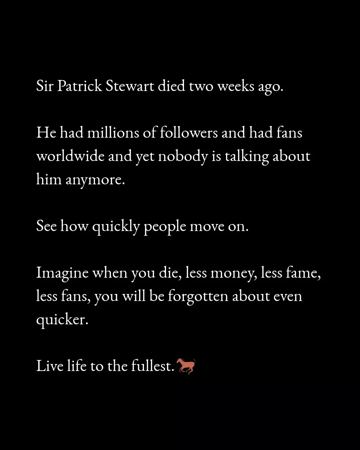 Sir Patrick Stewart died two weeks ago.
He had millions of followers and had fans
worldwide and yet nobody is talking about
him anymore.
See how quickly people move on.
Imagine when you die, less money, less fame,
less fans, you will be forgotten about even
quicker.
Live life to the fullest.🐎